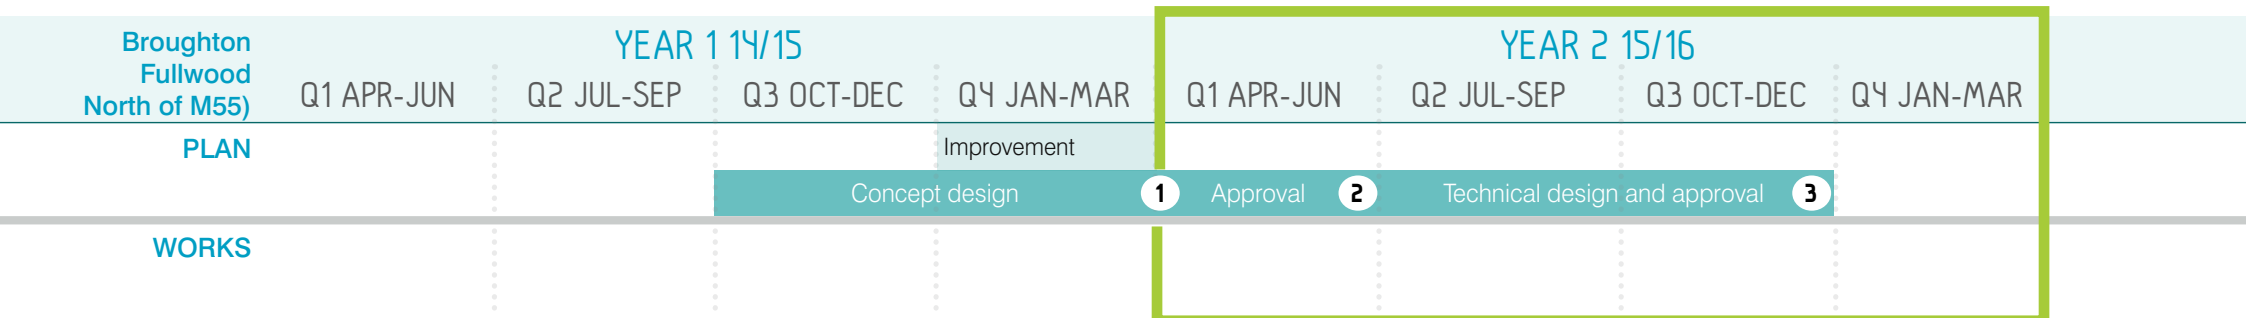 Broughton
Fullwood
North of M55)
YEAR 1 14/15
YEAR 2 15/16
Q1 APR-JUN
Q2 JUL-SEP
Q3 OCT-DEC
Q4 JAN-MAR
Q1 APR-JUN
Q2 JUL-SEP
Q3 OCT-DEC
Q4 JAN-MAR
PLAN
Improvement
Concept design
1
Approval
2
Technical design and approval
3
WORKS